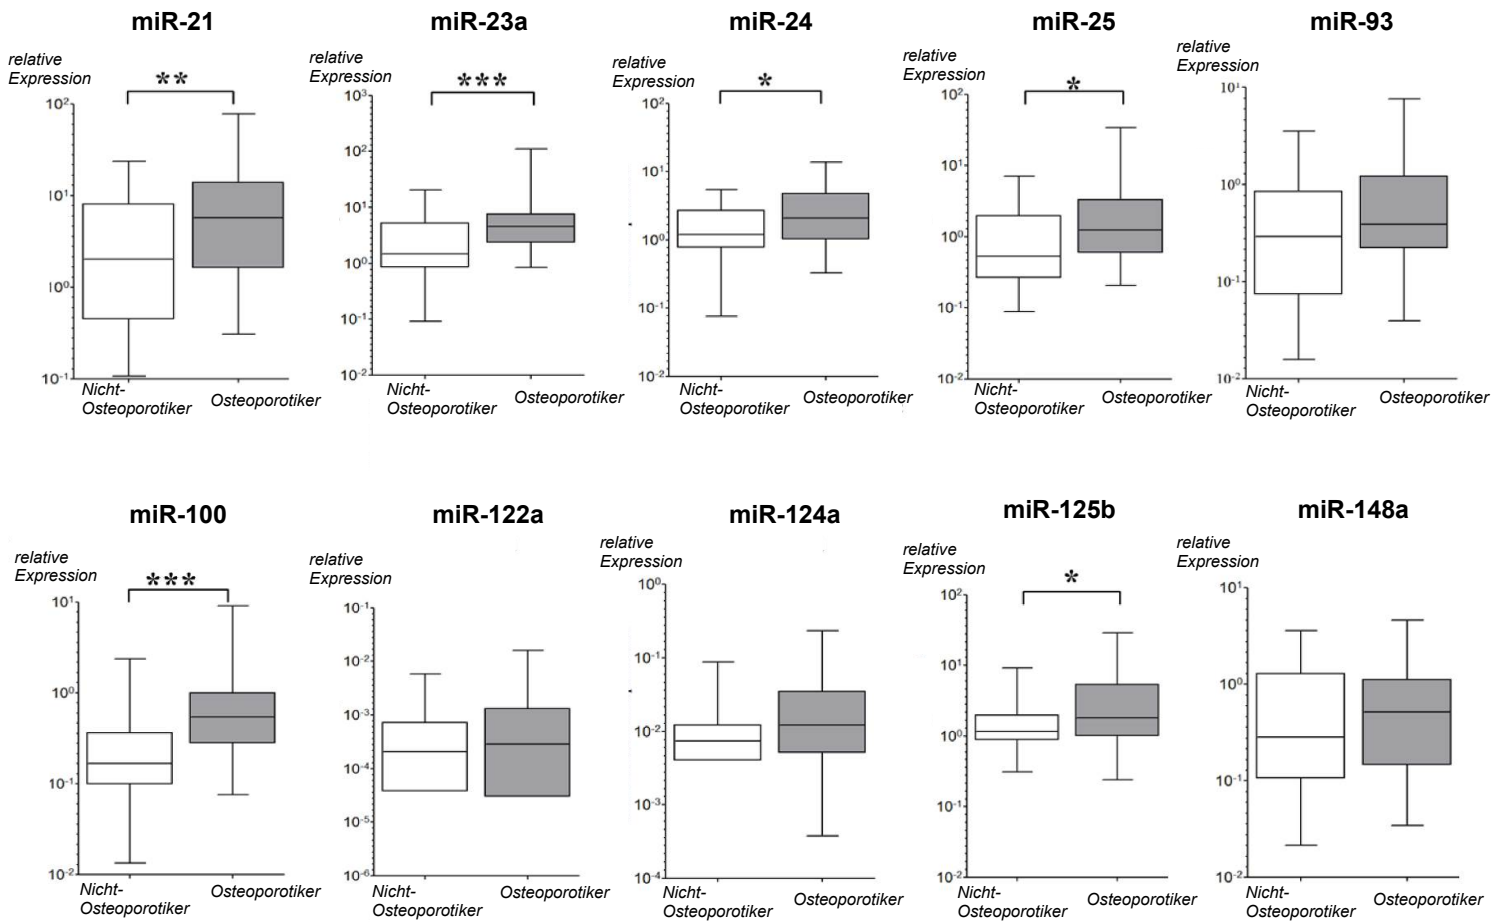 miR-21
miR-23a
miR-24
miR-25
miR-93
relative
Expression
**
10²
10¹
10⁰
10⁻¹
Nicht-
Osteoporotiker
Osteoporotiker
relative
Expression
***
10³
10²
10¹
10⁰
10⁻¹
10⁻²
Nicht-
Osteoporotiker
Osteoporotiker
relative
Expression
*
10²
10¹
10⁰
10⁻¹
10⁻²
Nicht-
Osteoporotiker
Osteoporotiker
relative
Expression
*
10²
10¹
10⁰
10⁻¹
10⁻²
Nicht-
Osteoporotiker
Osteoporotiker
relative
Expression
10¹
10⁰
10⁻¹
10⁻²
Nicht-
Osteoporotiker
Osteoporotiker
miR-100
miR-122a
miR-124a
miR-125b
miR-148a
relative
Expression
***
10¹
10⁰
10⁻¹
10⁻²
Nicht-
Osteoporotiker
Osteoporotiker
relative
Expression
10⁻¹
10⁻²
10⁻³
10⁻⁴
10⁻⁵
10⁻⁶
Nicht-
Osteoporotiker
Osteoporotiker
relative
Expression
10⁰
10⁻¹
10⁻²
10⁻³
10⁻⁴
Nicht-
Osteoporotiker
Osteoporotiker
relative
Expression
*
10²
10¹
10⁰
10⁻¹
10⁻²
Nicht-
Osteoporotiker
Osteoporotiker
relative
Expression
10¹
10⁰
10⁻¹
10⁻²
Nicht-
Osteoporotiker
Osteoporotiker